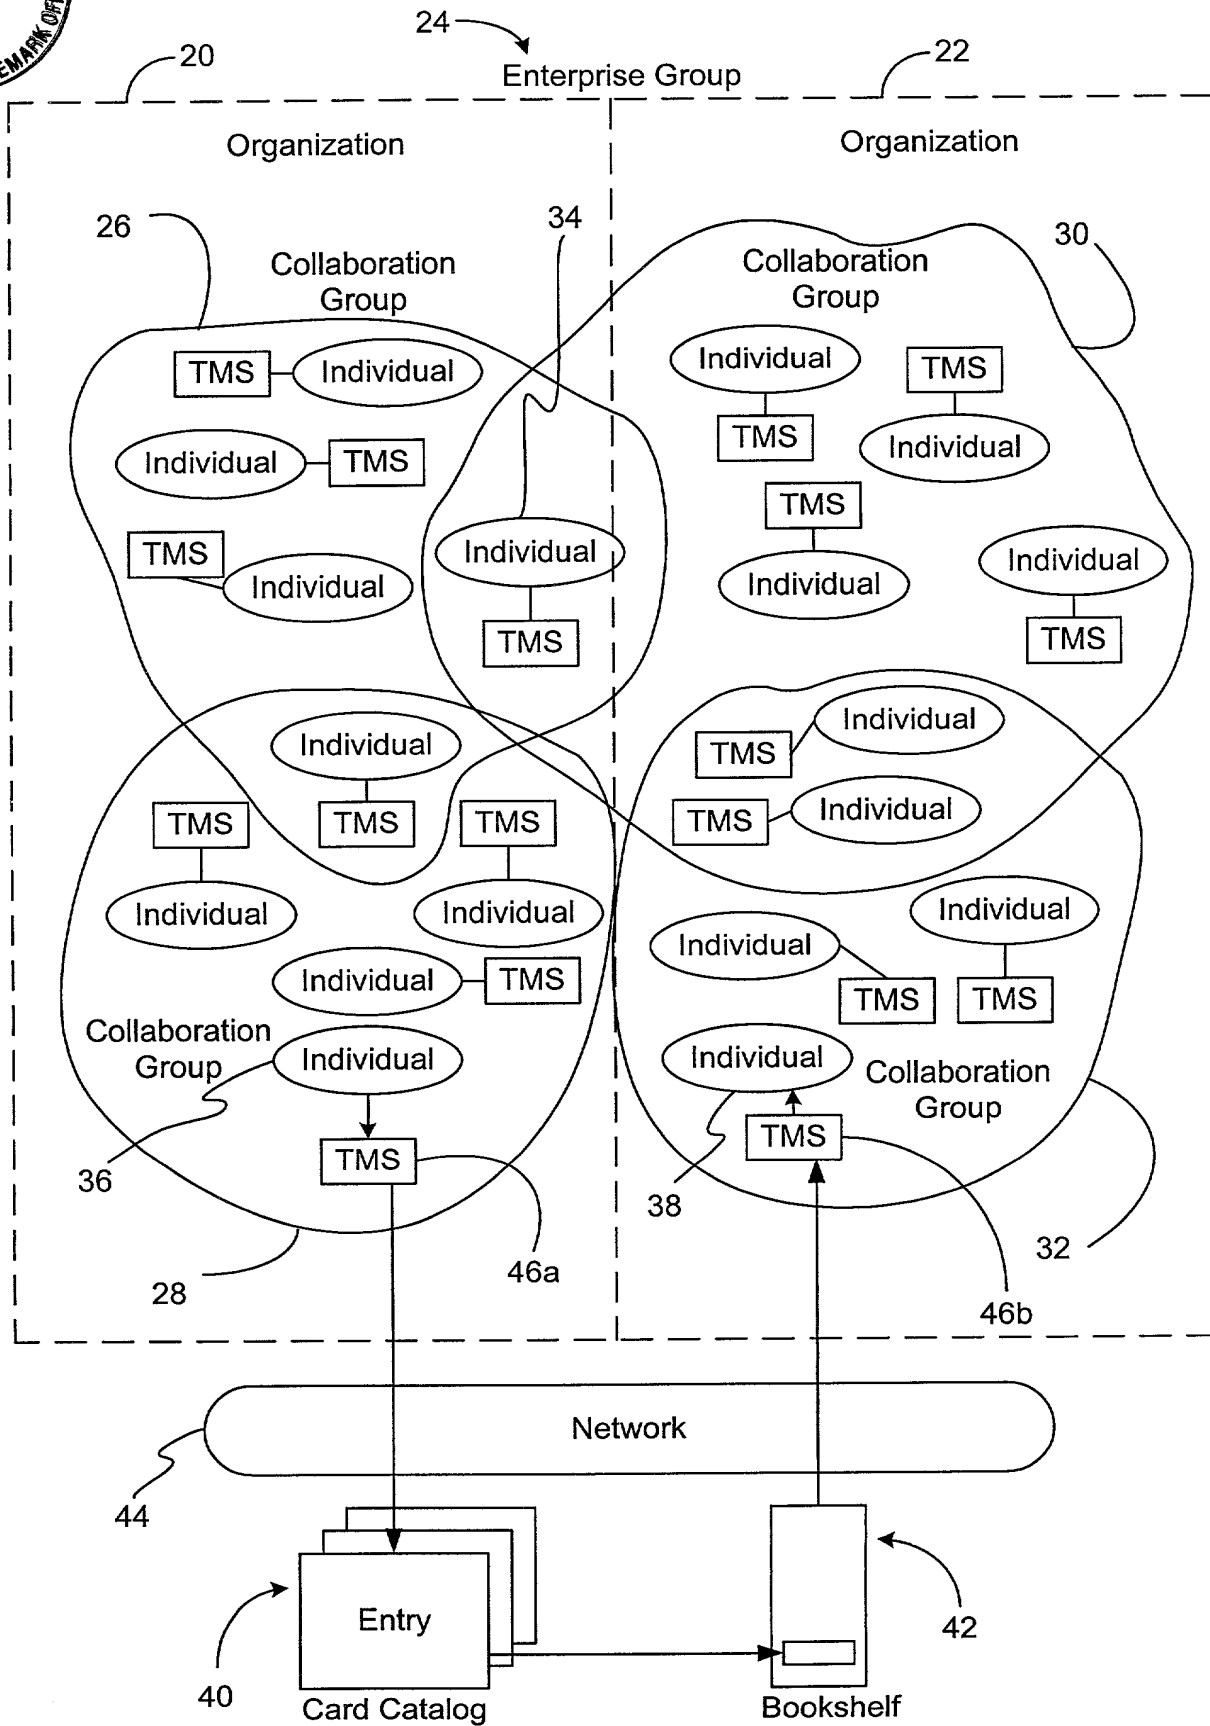 EMARK OF
24
20
22
Enterprise Group
Organization
Organization
26
34
30
Collaboration
Group
Collaboration
Group
TMS
Individual
Individual
TMS
TMS
Individual
Individual
TMS
Individual
TMS
TMS
Individual
TMS
Individual
Individual
TMS
Individual
TMS
Individual
TMS
TMS
Individual
TMS
Individual
TMS
Individual
TMS
Individual
Individual
TMS
Individual
TMS
Individual
TMS
Collaboration
Group
Individual
TMS
36
46a
28
Individual
Collaboration
Group
TMS
38
32
46b
Network
44
Entry
40
Card Catalog
42
Bookshelf